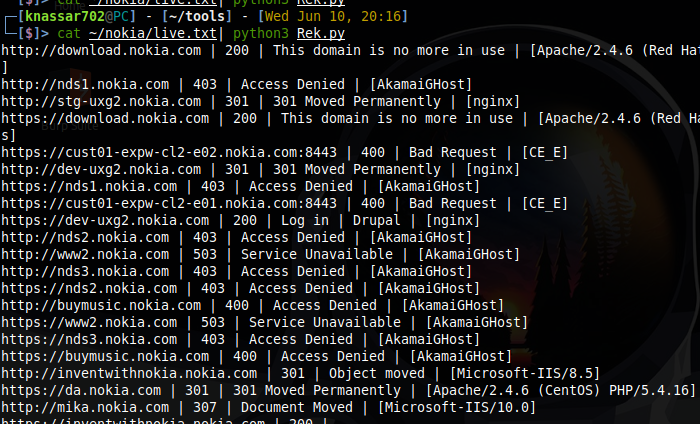 └─[$]> cat ~/nokia/live.txt| python3 Rek.py
┌─[knassar702@PC] - [~/tools] - [Wed Jun 10, 20:16]
└─[$]> cat ~/nokia/live.txt| python3 Rek.py
http://download.nokia.com | 200 | This domain is no more in use | [Apache/2.4.6 (Red Hat
]
http://nds1.nokia.com | 403 | Access Denied | [AkamaiGHost]
http://stg-uxg2.nokia.com | 301 | 301 Moved Permanently | [nginx]
https://download.nokia.com | 200 | This domain is no more in use | [Apache/2.4.6 (Red Ha
s]
https://cust01-expw-cl2-e02.nokia.com:8443 | 400 | Bad Request | [CE_E]
http://dev-uxg2.nokia.com | 301 | 301 Moved Permanently | [nginx]
https://nds1.nokia.com | 403 | Access Denied | [AkamaiGHost]
https://cust01-expw-cl2-e01.nokia.com:8443 | 400 | Bad Request | [CE_E]
https://dev-uxg2.nokia.com | 200 | Log in | Drupal | [nginx]
http://nds2.nokia.com | 403 | Access Denied | [AkamaiGHost]
http://www2.nokia.com | 503 | Service Unavailable | [AkamaiGHost]
http://nds3.nokia.com | 403 | Access Denied | [AkamaiGHost]
https://nds2.nokia.com | 403 | Access Denied | [AkamaiGHost]
http://buymusic.nokia.com | 400 | Access Denied | [AkamaiGHost]
https://www2.nokia.com | 503 | Service Unavailable | [AkamaiGHost]
https://nds3.nokia.com | 403 | Access Denied | [AkamaiGHost]
https://buymusic.nokia.com | 400 | Access Denied | [AkamaiGHost]
http://inventwithnokia.nokia.com | 301 | Object moved | [Microsoft-IIS/8.5]
https://da.nokia.com | 301 | 301 Moved Permanently | [Apache/2.4.6 (CentOS) PHP/5.4.16]
http://mika.nokia.com | 307 | Document Moved | [Microsoft-IIS/10.0]
https://inventwithnokia.nokia.com | 200 |